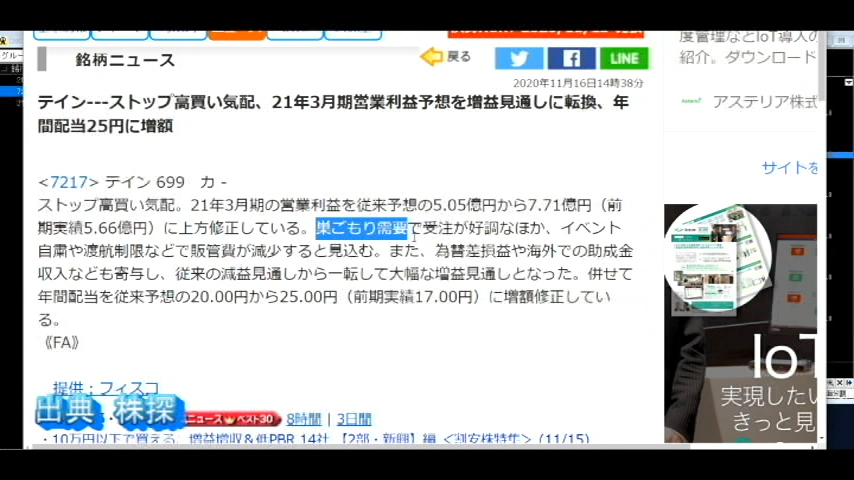 銘柄ニュース
戻る
LINE
2020年11月16日14時38分
テイン---ストップ高買い気配、21年3月期営業利益予想を増益見通しに転換、年
間配当25円に増額
<7217> テイン 699 カ -
ストップ高買い気配。21年3月期の営業利益を従来予想の5.05億円から7.71億円（前
期実績5.66億円）に上方修正している。巣ごもり需要で受注が好調なほか、イベント
自粛や渡航制限などで販管費が減少すると見込む。また、為替差損益や海外での助成金
収入なども寄与し、従来の減益見通しから一転して大幅な増益見通しとなった。併せて
年間配当を従来予想の20.00円から25.00円（前期実績17.00円）に増額修正してい
る。
《FA》
提供：フィスコ
出典 株探
ニュース ベスト30
8時間 | 3日間
・10万円以下で買える、増益増収＆低PBR 14社 【2部・新興】編 <割安株特集> (11/15)
度管理などIoT導入の
紹介。ダウンロード
アステリア株式
サイトを
IoT
実現したい
きっと見